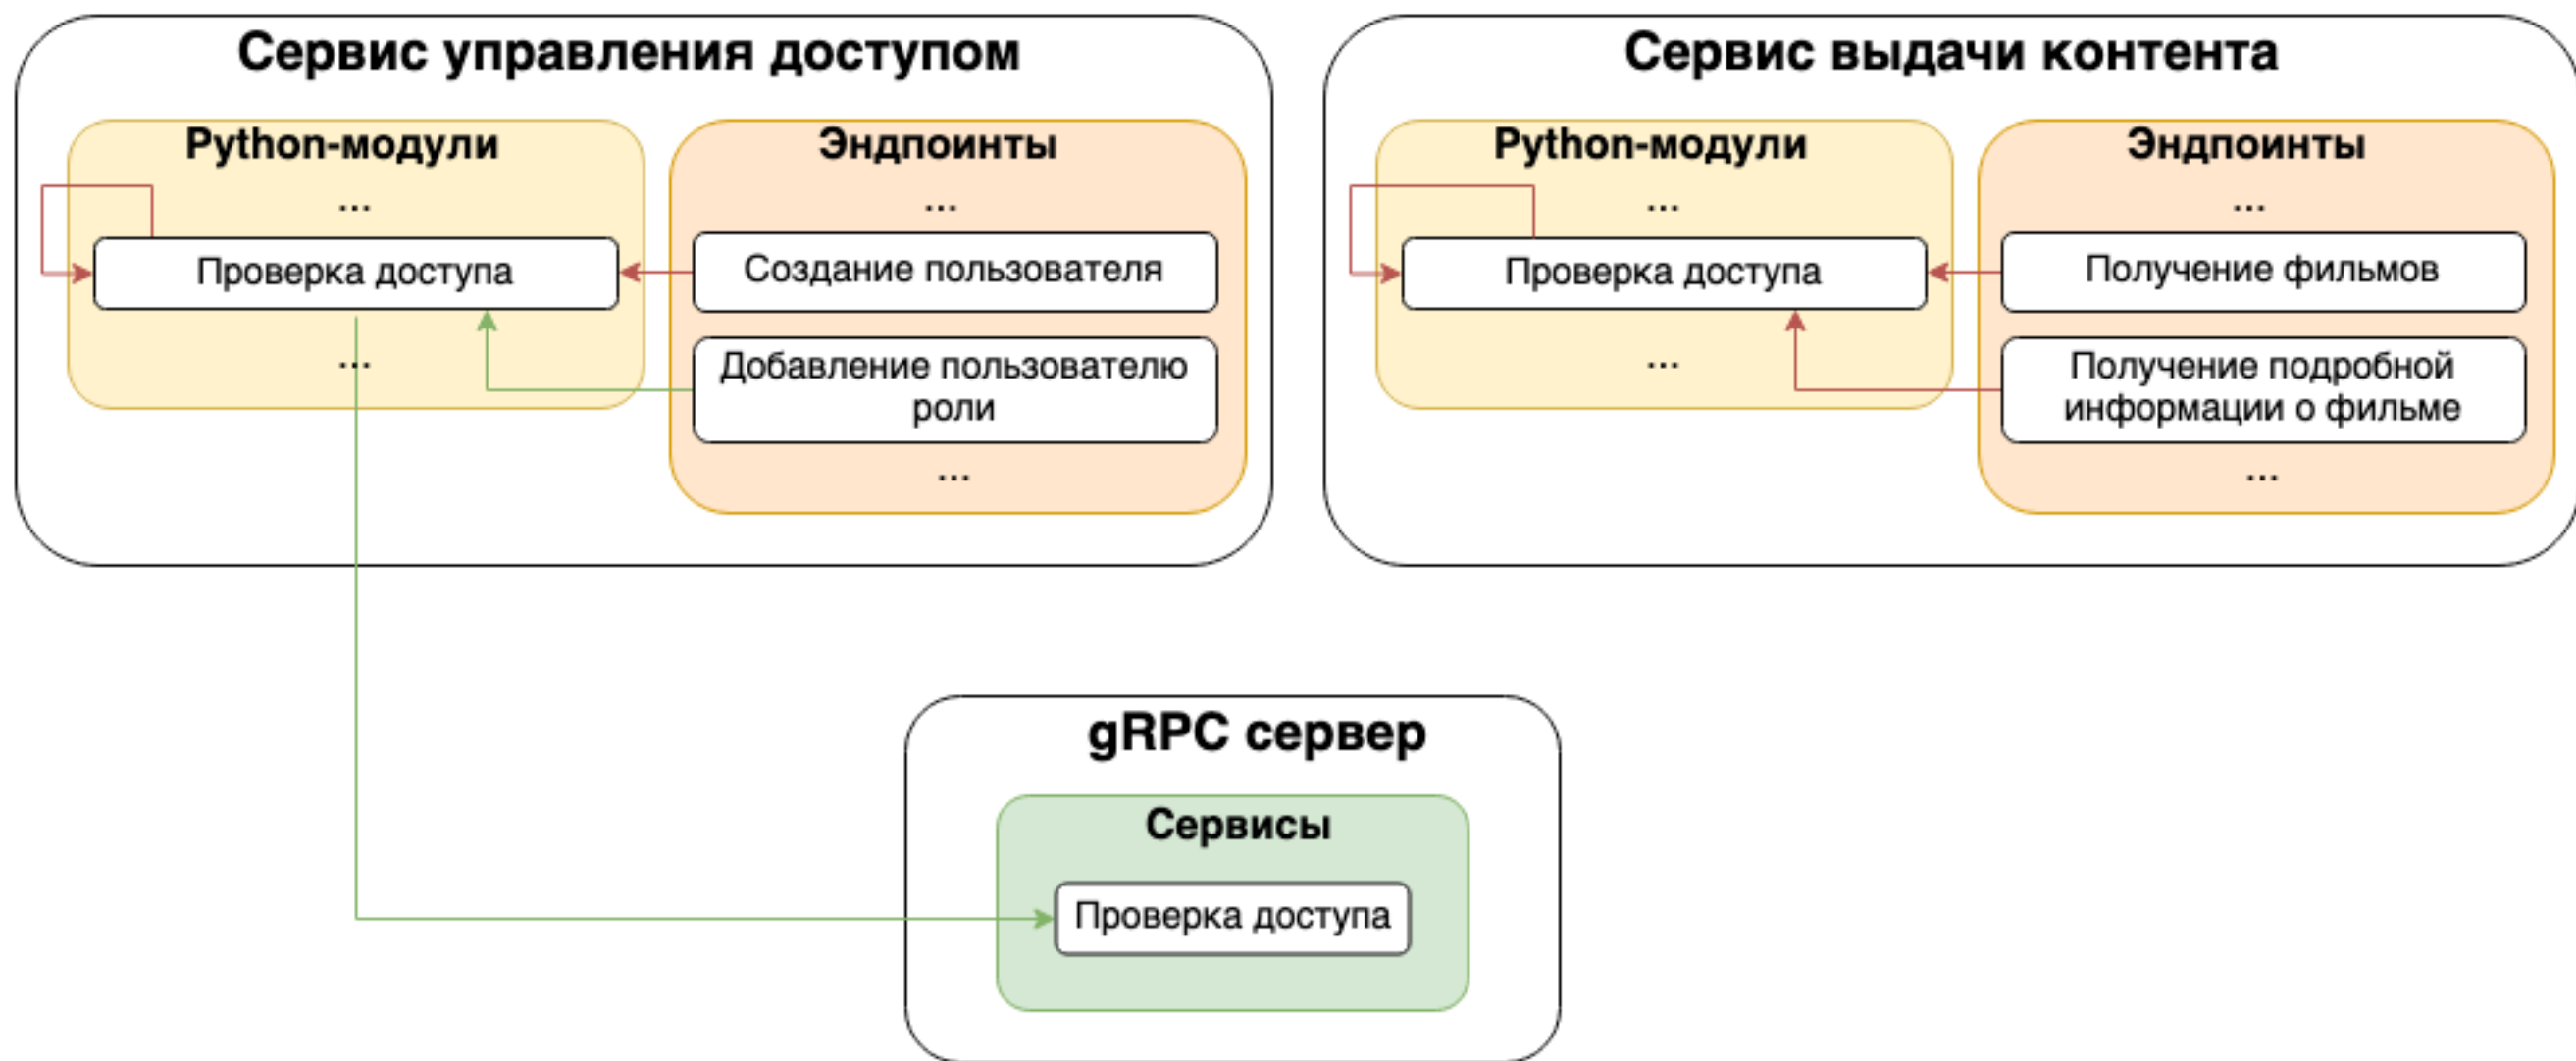 Сервис управления доступом
Python-модули
...
Проверка доступа
...
Эндпоинты
...
Создание пользователя
Добавление пользователю
роли
...
Сервис выдачи контента
Python-модули
...
Проверка доступа
...
Эндпоинты
...
Получение фильмов
Получение подробной
информации о фильме
...
gRPC сервер
Сервисы
Проверка доступа